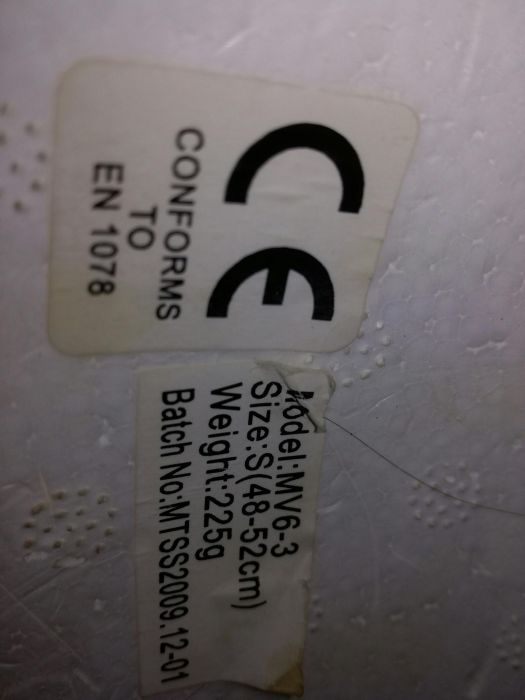 CE
CONFORMS
TO
EN 1078
Model:MV6-3
Size:S(48-52cm)
Weight:225g
Batch No:MTSS2009.12-01